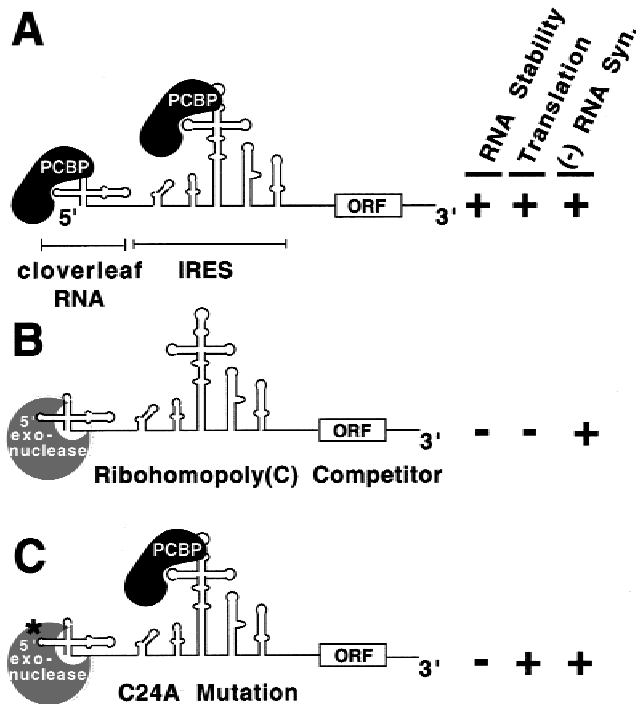 A
RNA Stability
Translation
(-) RNA Syn.
PCBP
PCBP
5'
ORF
3'
+ + +
cloverleaf
RNA
IRES
B
5'
exo-
nuclease
ORF
3'
- - +
Ribohomopoly(C) Competitor
C
PCBP
*
5'
exo-
nuclease
ORF
3'
- + +
C24A Mutation